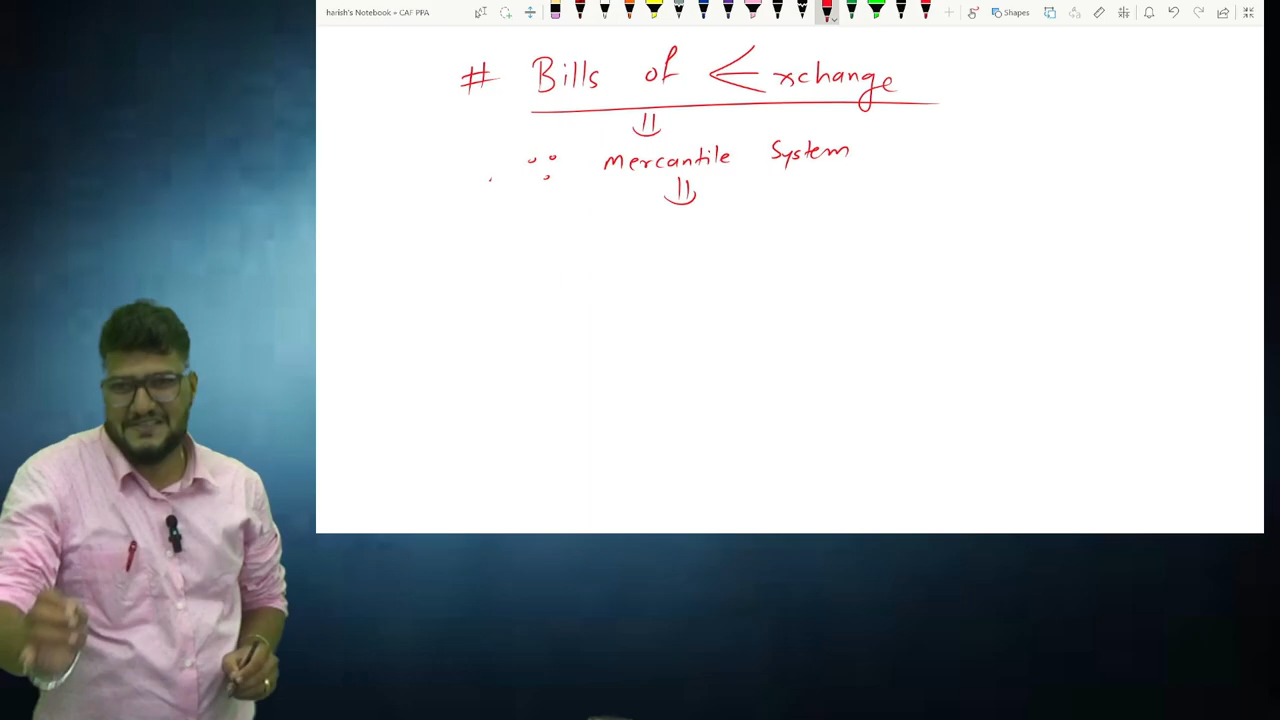 harish's Notebook » CAF PPA
Shapes
# Bills of Exchange
∵ Mercantile System